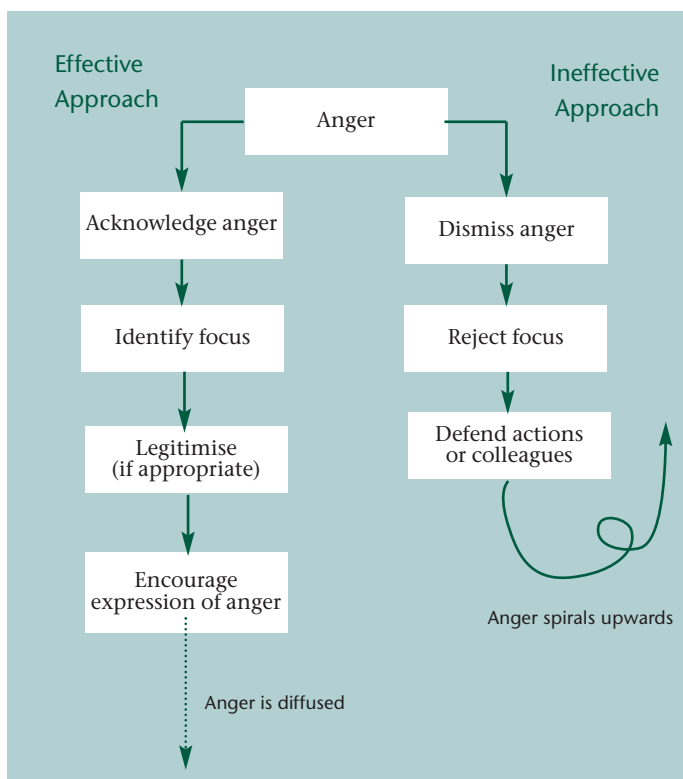 Effective
Approach
Ineffective
Approach
Anger
Acknowledge anger
Dismiss anger
Identify focus
Reject focus
Legitimise
(if appropriate)
Defend actions
or colleagues
Encourage
expression of anger
Anger spirals upwards
Anger is diffused